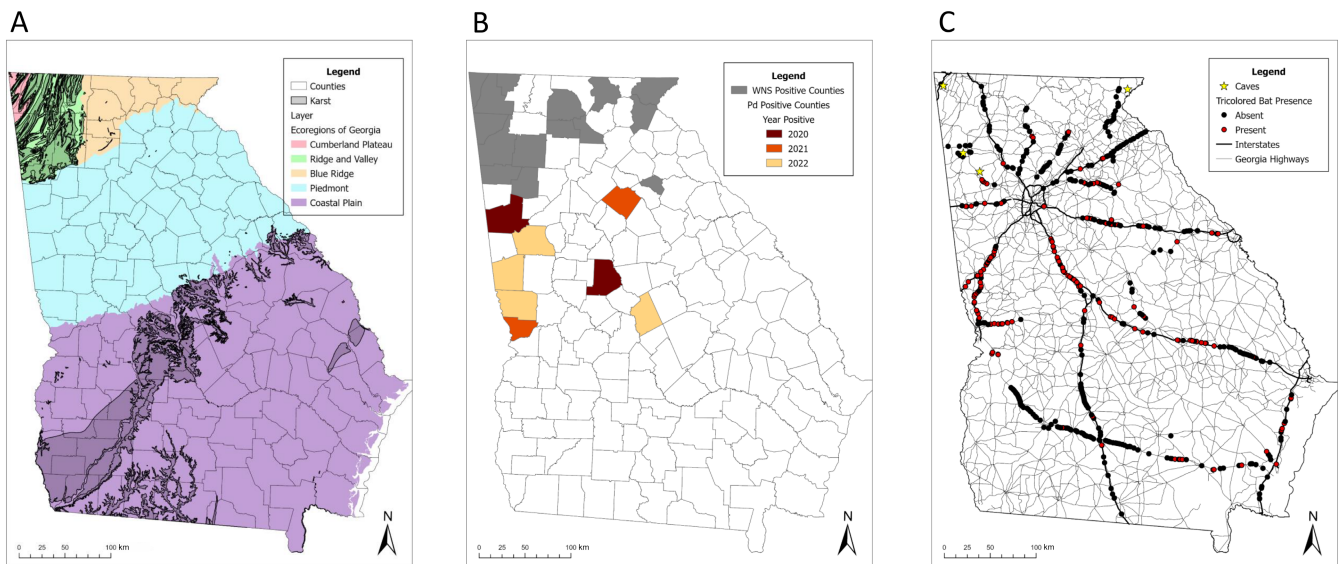 A
Legend
Counties
Karst
Layer
Ecoregions of Georgia
Cumberland Plateau
Ridge and Valley
Blue Ridge
Piedmont
Coastal Plain
N
0 25 50 100 km
B
Legend
WNS Positive Counties
Pd Positive Counties
Year Positive
2020
2021
2022
N
0 25 50 100 km
C
Legend
Caves
Tricolored Bat Presence
Absent
Present
Interstates
Georgia Highways
N
0 25 50 100 km